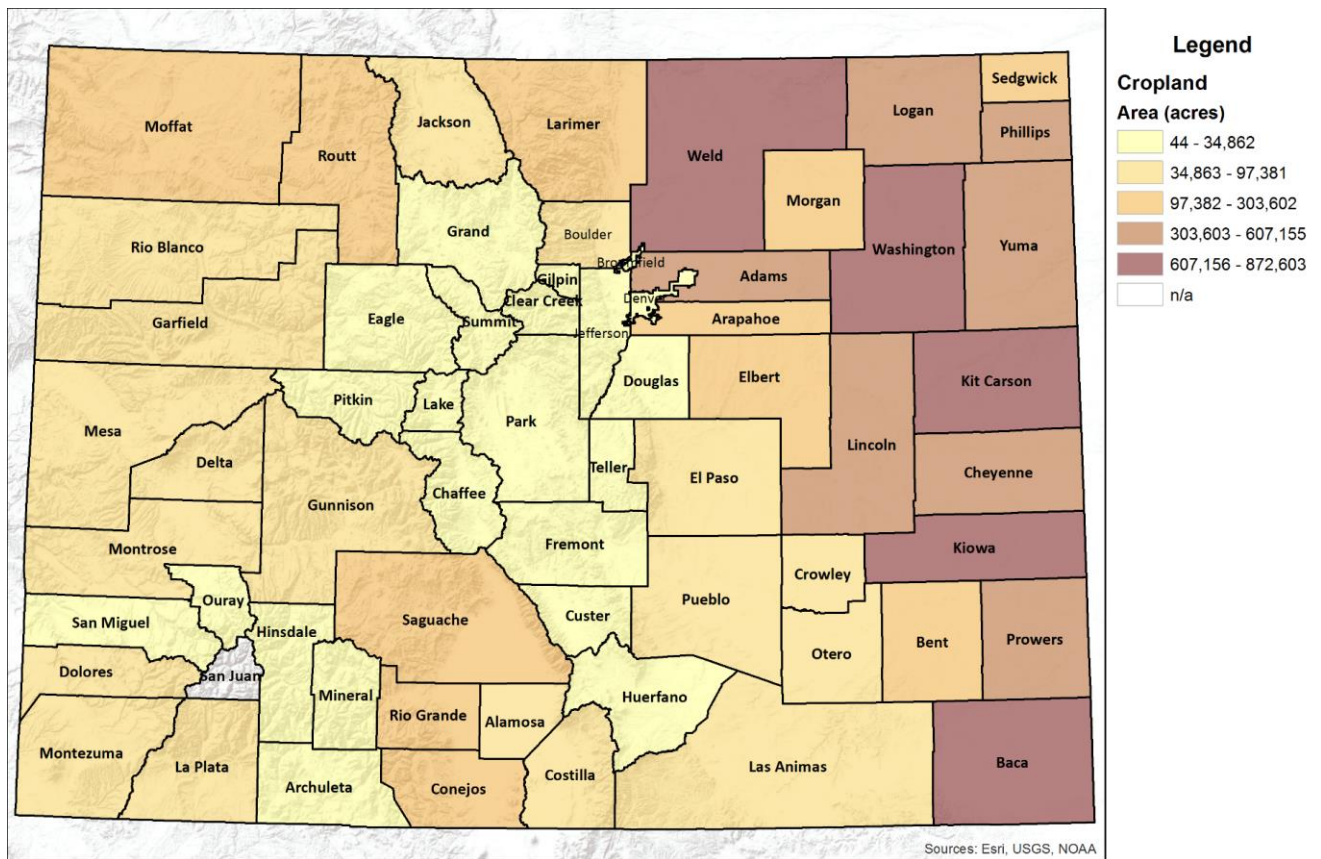 Legend
Cropland
Area (acres)
44 - 34,862
34,863 - 97,381
97,382 - 303,602
303,603 - 607,155
607,156 - 872,603
n/a
Sedgwick
Logan
Phillips
Moffat
Jackson
Larimer
Routt
Weld
Morgan
Washington
Yuma
Rio Blanco
Grand
Boulder
Broomfield
Gilpin
Adams
Clear Creek
Denver
Garfield
Eagle
Summit
Jefferson
Arapahoe
Douglas
Elbert
Kit Carson
Pitkin
Lake
Park
Mesa
Lincoln
Delta
Teller
El Paso
Cheyenne
Chaffee
Gunnison
Montrose
Fremont
Kiowa
Crowley
Ouray
Pueblo
San Miguel
Hinsdale
Saguache
Custer
Otero
Bent
Prowers
Dolores
San Juan
Mineral
Huerfano
Rio Grande
Alamosa
Montezuma
La Plata
Archuleta
Conejos
Costilla
Las Animas
Baca
Sources: Esri, USGS, NOAA